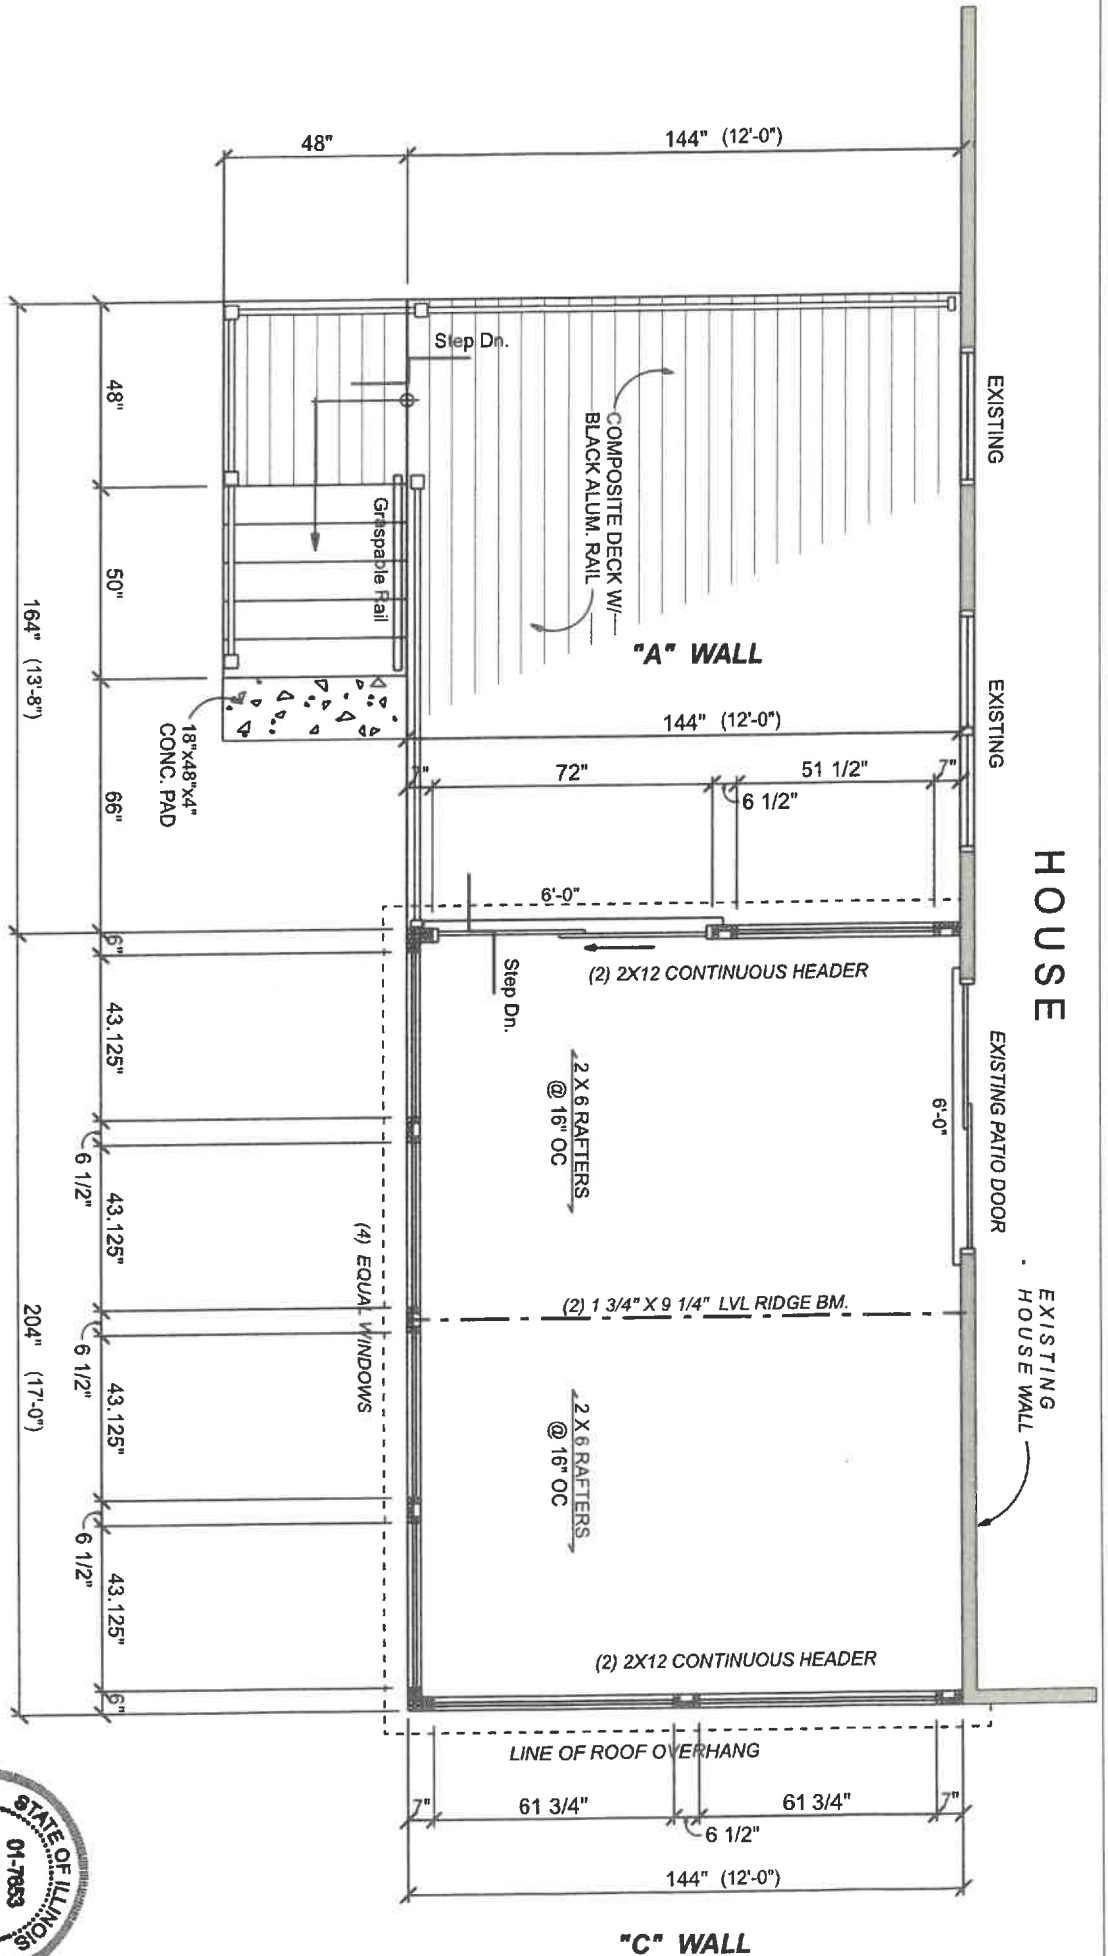 HOUSE
EXISTING
EXISTING
EXISTING PATIO DOOR
EXISTING
HOUSE WALL
6'-0"
48"
144" (12'-0")
Step Dn.
COMPOSITE DECK W/
BLACK ALUM. RAIL
"A" WALL
Graspable Rail
18"x48"x4"
CONC. PAD
144" (12'-0")
7"
72"
6 1/2"
51 1/2"
7"
6'-0"
(2) 2X12 CONTINUOUS HEADER
Step Dn.
2 X 6 RAFTERS
@ 16" OC
(2) 1 3/4" X 9 1/4" LVL RIDGE BM.
2 X 6 RAFTERS
@ 16" OC
(2) 2X12 CONTINUOUS HEADER
(4) EQUAL WINDOWS
LINE OF ROOF OVERHANG
7"
61 3/4"
6 1/2"
61 3/4"
7"
144" (12'-0")
"C" WALL
48"
50"
66"
6"
43.125"
6 1/2"
43.125"
6 1/2"
43.125"
6 1/2"
43.125"
6"
164" (13'-8")
204" (17'-0")
STATE OF ILLINOIS
01-7653